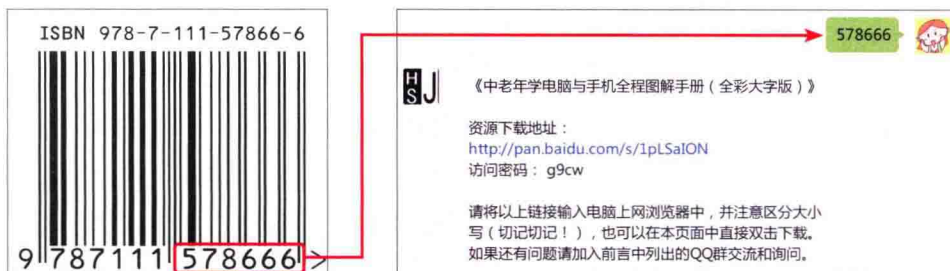 ISBN 978-7-111-57866-6
9 787111 578666 >
578666
HSJ
《中老年学电脑与手机全程图解手册（全彩大字版）》
资源下载地址：
http://pan.baidu.com/s/1pLSaION
访问密码： g9cw
请将以上链接输入电脑上网浏览器中，并注意区分大小
写（切记切记！），也可以在本页面中直接双击下载。
如果还有问题请加入前言中列出的QQ群交流和询问。